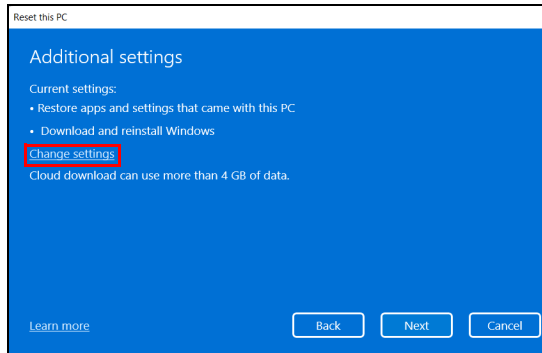 Reset this PC
Additional settings
Current settings:
• Restore apps and settings that came with this PC
• Download and reinstall Windows
Change settings
Cloud download can use more than 4 GB of data.
Learn more
Back
Next
Cancel